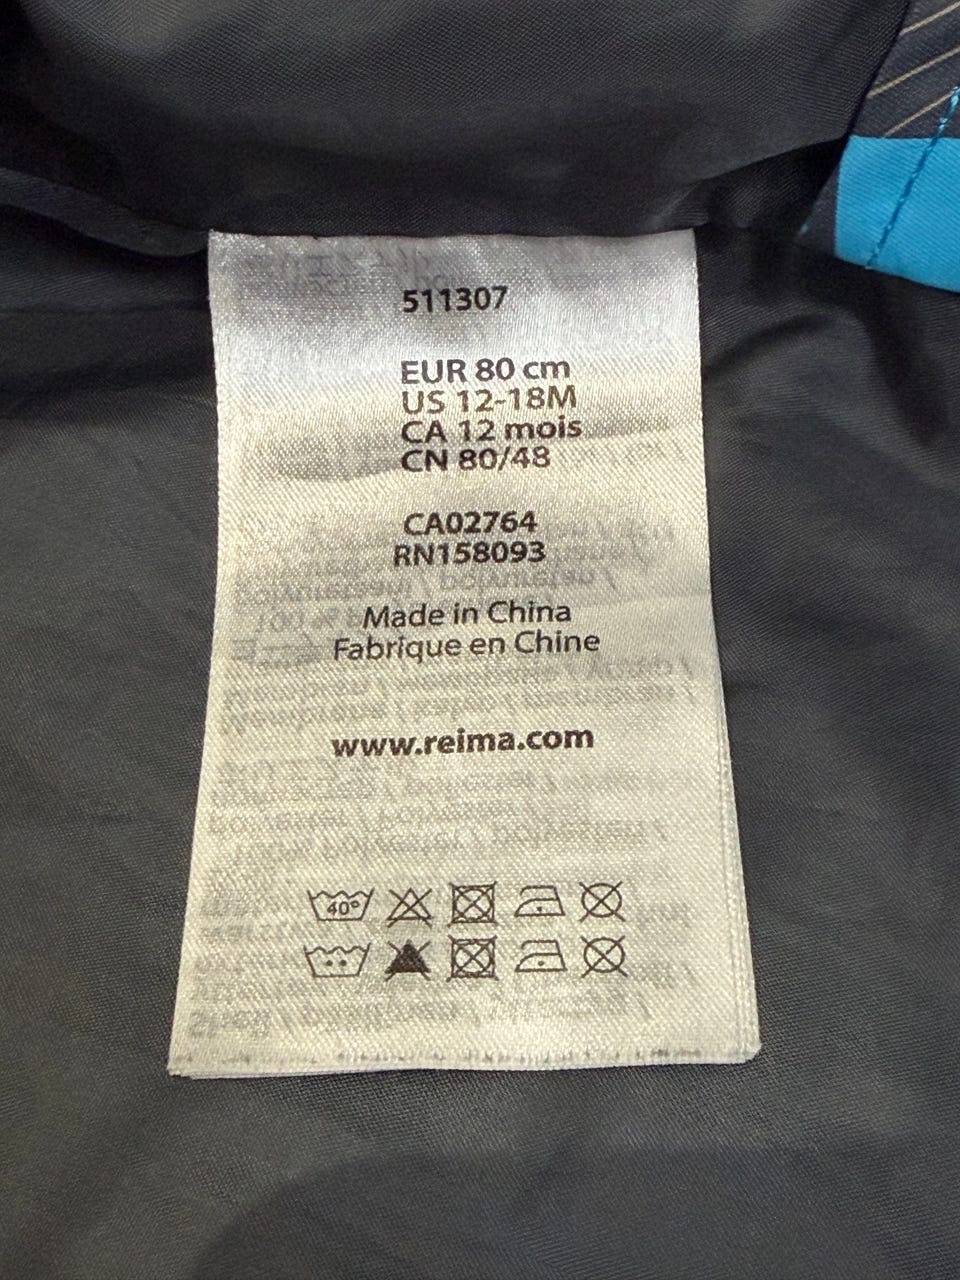 511307
EUR 80 cm
US 12-18M
CA 12 mois
CN 80/48
CA02764
RN158093
Made in China
Fabrique en Chine
www.reima.com
40°